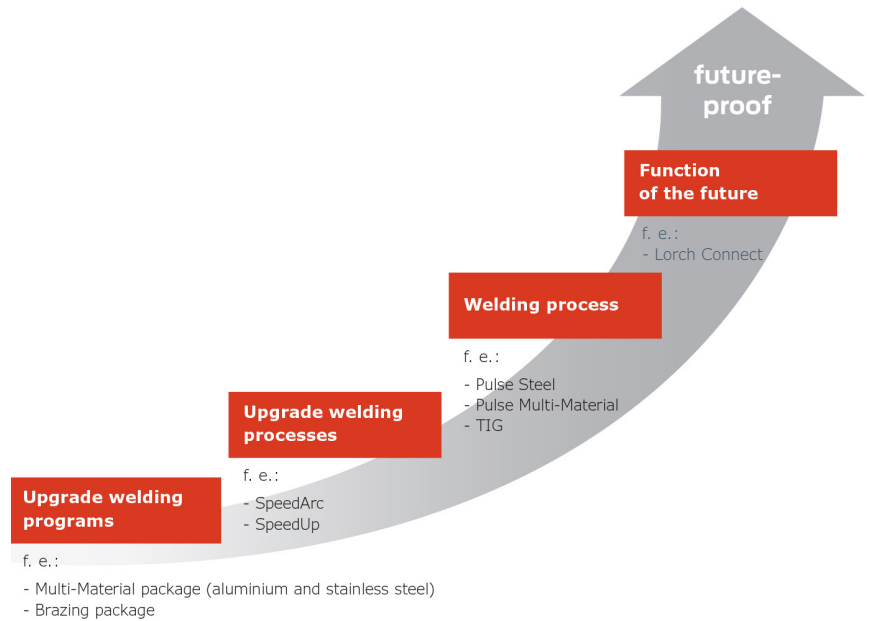 future-
proof
Function
of the future
f. e.:
- Lorch Connect
Welding process
f. e.:
- Pulse Steel
- Pulse Multi-Material
- TIG
Upgrade welding
processes
f. e.:
- SpeedArc
- SpeedUp
Upgrade welding
programs
f. e.:
- Multi-Material package (aluminium and stainless steel)
- Brazing package